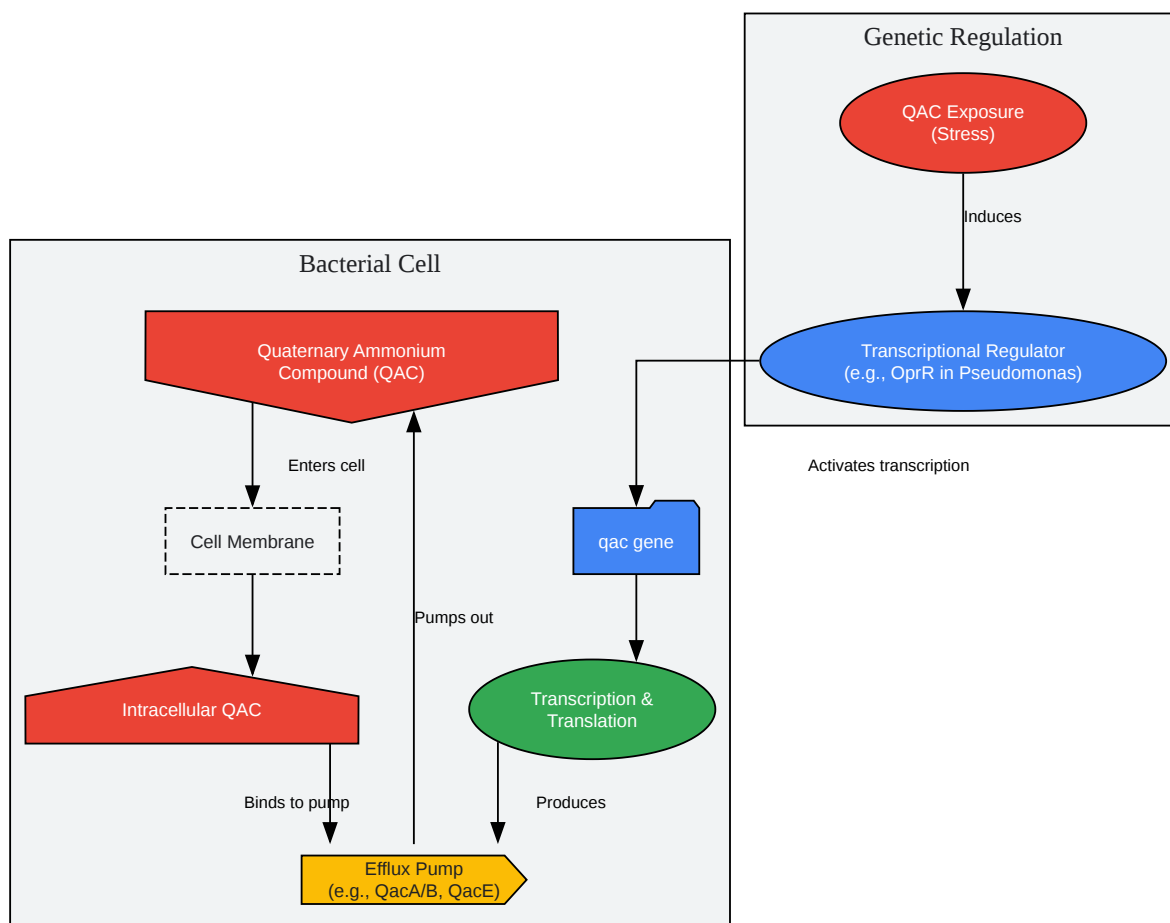 Genetic Regulation
QAC Exposure
(Stress)
Induces
Transcriptional Regulator
(e.g., OprR in Pseudomonas)
Activates transcription
Bacterial Cell
Quaternary Ammonium
Compound (QAC)
Enters cell
Cell Membrane
qac gene
Pumps out
Intracellular QAC
Transcription &
Translation
Binds to pump
Produces
Efflux Pump
(e.g., QacA/B, QacE)